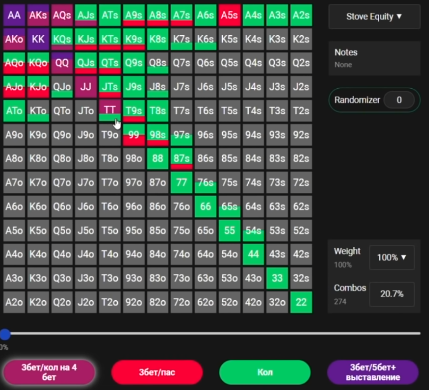 AA AKs AQs AJs ATs A9s A8s A7s A6s A5s A4s A3s A2s
Stove Equity ▼
AKo KK KQs KJs KTs K9s K8s K7s K6s K5s K4s K3s K2s
Notes
None
AQo KQo QQ QJs QTs Q9s Q8s Q7s Q6s Q5s Q4s Q3s Q2s
AJo KJo QJo JJ JTs J9s J8s J7s J6s J5s J4s J3s J2s
Randomizer 0
ATo KTo QTo JTo TT T9s T8s T7s T6s T5s T4s T3s T2s
A9o K9o Q9o J9o T9o 99 98s 97s 96s 95s 94s 93s 92s
A8o K8o Q8o J8o T8o 98o 88 87s 86s 85s 84s 83s 82s
A7o K7o Q7o J7o T7o 97o 87o 77 76s 75s 74s 73s 72s
A6o K6o Q6o J6o T6o 96o 86o 76o 66 65s 64s 63s 62s
A5o K5o Q5o J5o T5o 95o 85o 75o 65o 55 54s 53s 52s
A4o K4o Q4o J4o T4o 94o 84o 74o 64o 54o 44 43s 42s
Weight
100%
100% ▼
A3o K3o Q3o J3o T3o 93o 83o 73o 63o 53o 43o 33 32s
Combos
274
20.7%
A2o K2o Q2o J2o T2o 92o 82o 72o 62o 52o 42o 32o 22
0%
3бет/кол на 4
бет
3бет/пас
Кол
3бет/5бет+
выставление